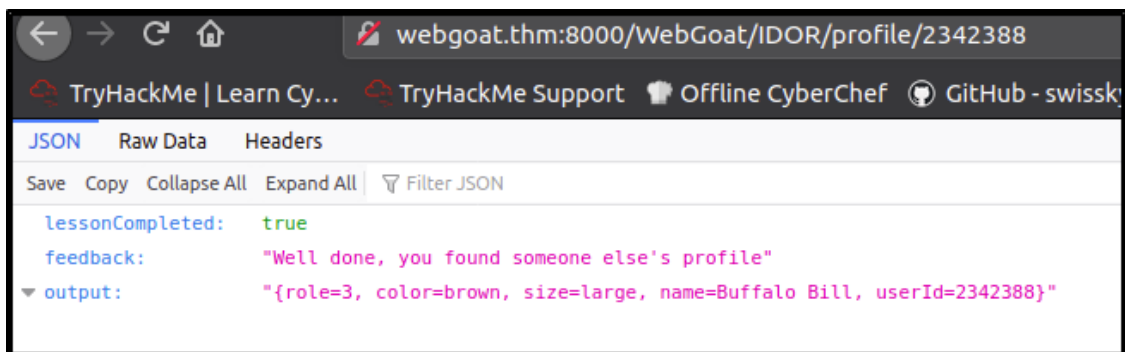 webgoat.thm:8000/WebGoat/IDOR/profile/2342388
TryHackMe | Learn Cy... TryHackMe Support Offline CyberChef GitHub - swissky
JSON Raw Data Headers
Save Copy Collapse All Expand All Filter JSON
lessonCompleted: true
feedback: "Well done, you found someone else's profile"
output: "{role=3, color=brown, size=large, name=Buffalo Bill, userId=2342388}"